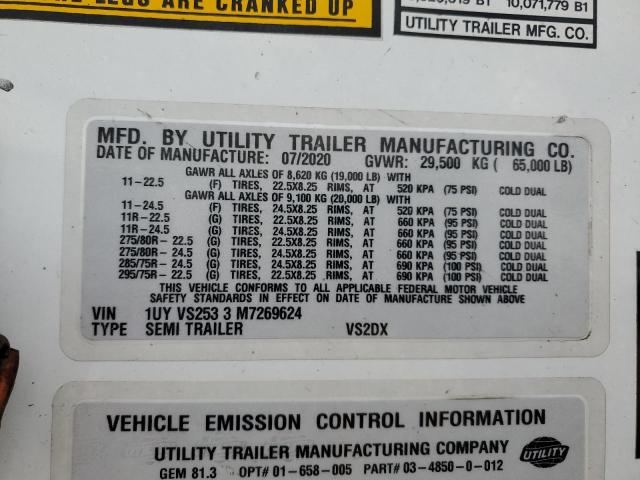 LEGS ARE CRANKED UP
10,071,779 B1
UTILITY TRAILER MFG. CO.
MFD. BY UTILITY TRAILER MANUFACTURING CO.
DATE OF MANUFACTURE: 07/2020 GVWR: 29,500 KG ( 65,000 LB)
GAWR ALL AXLES OF 8,620 KG (19,000 LB) WITH
11-22.5 (F) TIRES, 22.5X8.25 RIMS, AT 520 KPA (75 PSI) COLD DUAL
GAWR ALL AXLES OF 9,100 KG (20,000 LB) WITH
11-24.5 (F) TIRES, 24.5X8.25 RIMS, AT 520 KPA (75 PSI) COLD DUAL
11R-22.5 (G) TIRES, 22.5X8.25 RIMS, AT 660 KPA (95 PSI) COLD DUAL
11R-24.5 (G) TIRES, 24.5X8.25 RIMS, AT 660 KPA (95 PSI) COLD DUAL
275/80R-22.5 (G) TIRES, 22.5X8.25 RIMS, AT 660 KPA (95 PSI) COLD DUAL
275/80R-24.5 (G) TIRES, 24.5X8.25 RIMS, AT 660 KPA (95 PSI) COLD DUAL
285/75R-24.5 (G) TIRES, 24.5X8.25 RIMS, AT 690 KPA (100 PSI) COLD DUAL
295/75R-22.5 (G) TIRES, 22.5X8.25 RIMS, AT 690 KPA (100 PSI) COLD DUAL
THIS VEHICLE CONFORMS TO ALL APPLICABLE FEDERAL MOTOR VEHICLE
SAFETY STANDARDS IN EFFECT ON DATE OF MANUFACTURE SHOWN ABOVE
VIN 1UY VS253 3 M7269624
TYPE SEMI TRAILER VS2DX
VEHICLE EMISSION CONTROL INFORMATION
UTILITY TRAILER MANUFACTURING COMPANY
UTILITY
GEM 81.3 OPT# 01-658-005 PART# 03-4850-0-012